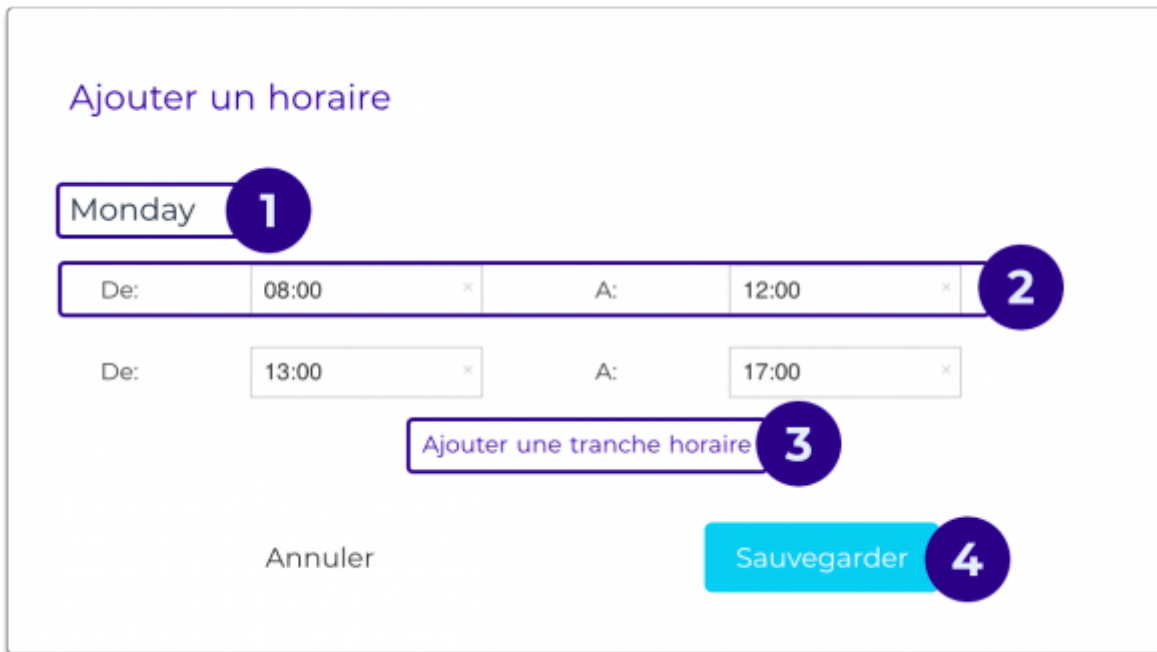 Ajouter un horaire
Monday 1
De: 08:00 × A: 12:00 × 2
De: 13:00 × A: 17:00 ×
Ajouter une tranche horaire 3
Annuler Sauvegarder 4